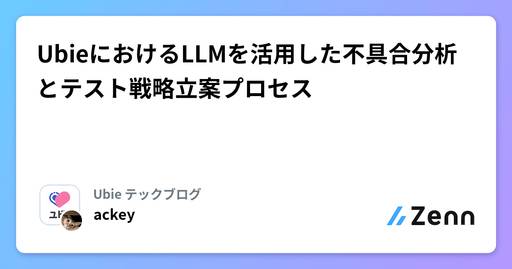 UbieにおけるLLMを活用した不具合分析
とテスト戦略立案プロセス
Ubie テックブログ
ackey
Zenn